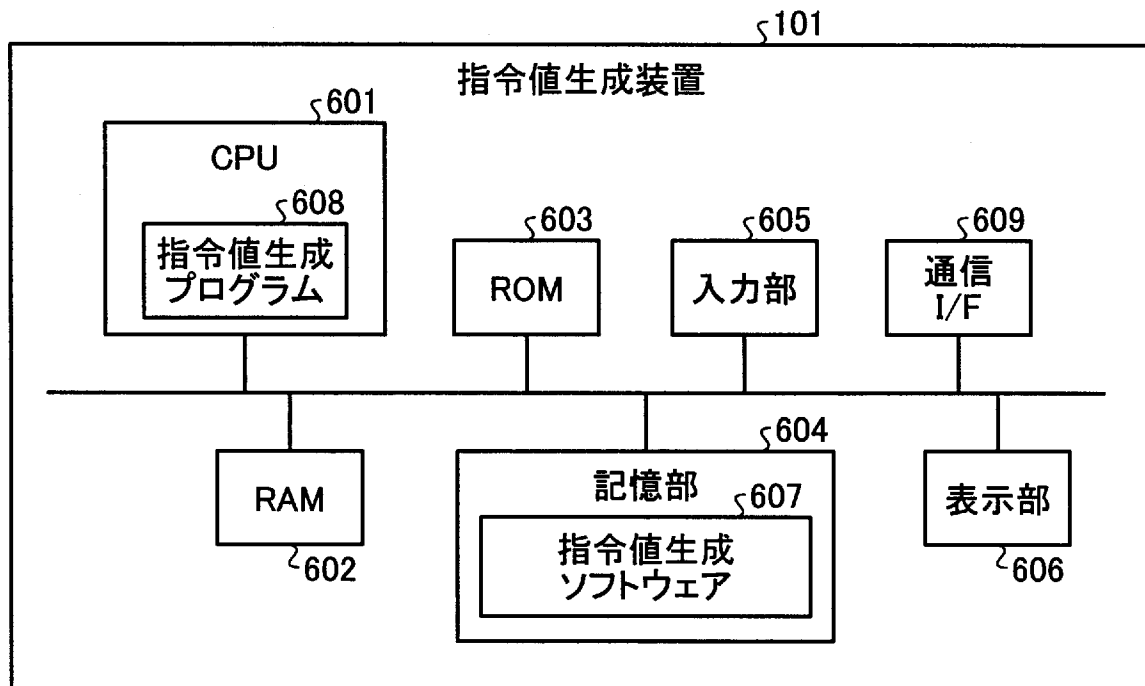 101
指令値生成装置
601
CPU
608
指令値生成
プログラム
603
ROM
605
入力部
609
通信
I/F
RAM
602
604
記憶部
607
指令値生成
ソフトウェア
表示部
606